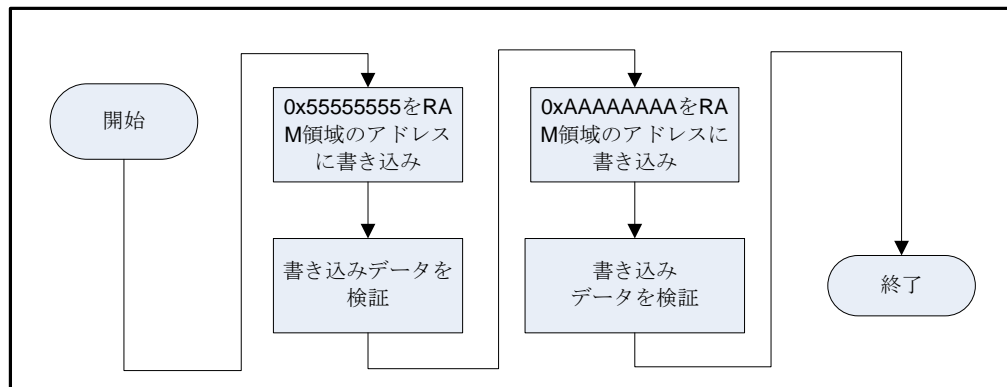 開始
0x55555555をRA
M領域のアドレス
に書き込み
書き込みデータを
検証
0xAAAAAAAAをRA
M領域のアドレスに
書き込み
書き込み
データを検証
終了